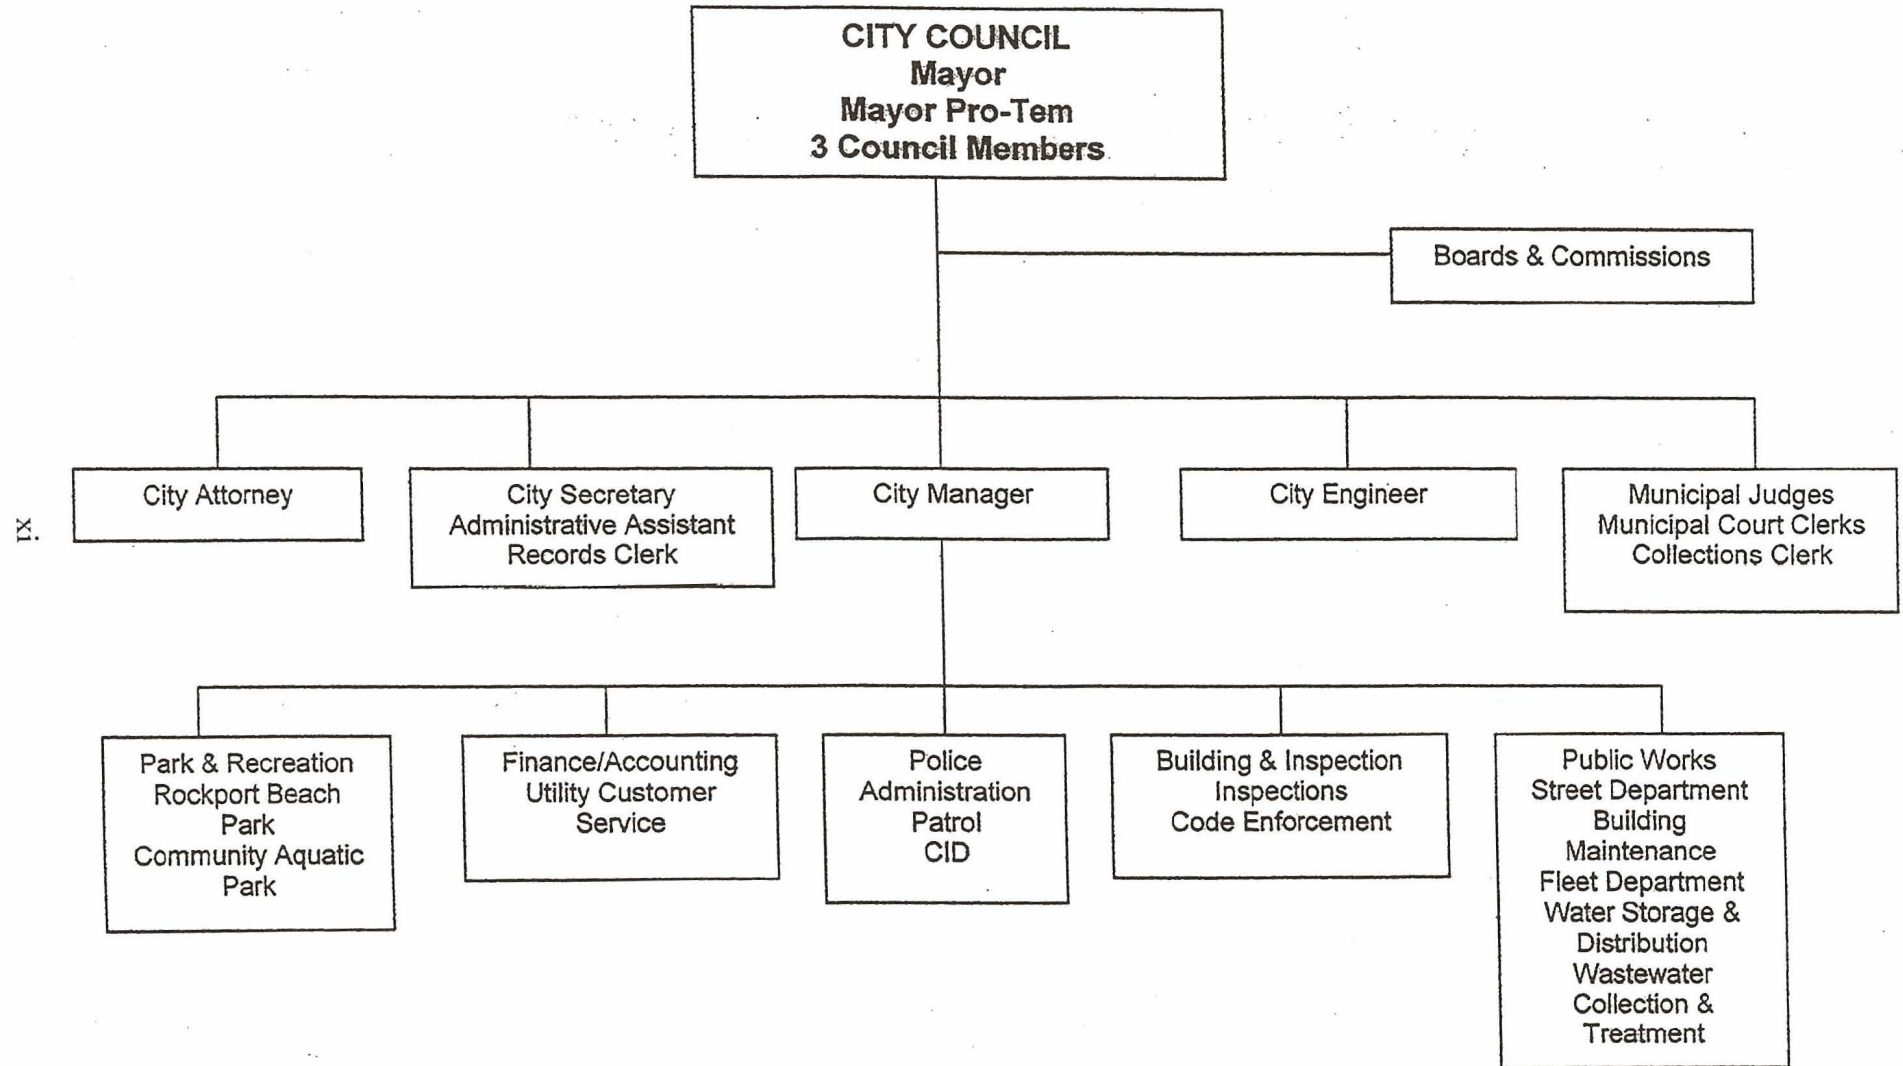 CITY COUNCIL
Mayor
Mayor Pro-Tem
3 Council Members
Boards & Commissions
City Attorney
City Secretary
Administrative Assistant
Records Clerk
City Manager
City Engineer
Municipal Judges
Municipal Court Clerks
Collections Clerk
ix.
Park & Recreation
Rockport Beach
Park
Community Aquatic
Park
Finance/Accounting
Utility Customer
Service
Police
Administration
Patrol
CID
Building & Inspection
Inspections
Code Enforcement
Public Works
Street Department
Building
Maintenance
Fleet Department
Water Storage &
Distribution
Wastewater
Collection &
Treatment